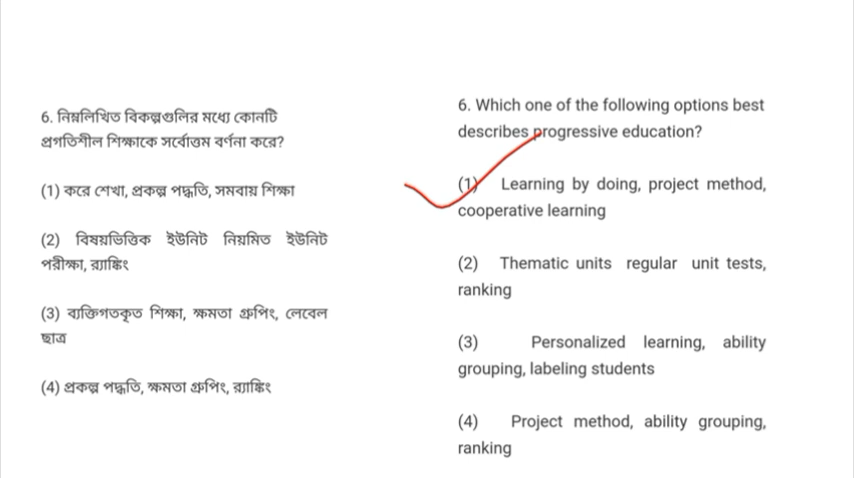 6. নিম্নলিখিত বিকল্পগুলির মধ্যে কোনটি
প্রগতিশীল শিক্ষাকে সর্বোত্তম বর্ণনা করে?
(1) করে শেখা, প্রকল্প পদ্ধতি, সমবায় শিক্ষা
(2) বিষয়ভিত্তিক ইউনিট নিয়মিত ইউনিট
পরীক্ষা, র‍্যাঙ্কিং
(3) ব্যক্তিগতকৃত শিক্ষা, ক্ষমতা গ্রুপিং, লেবেল
ছাত্র
(4) প্রকল্প পদ্ধতি, ক্ষমতা গ্রুপিং, র‍্যাঙ্কিং
6. Which one of the following options best
describes progressive education?
(1) Learning by doing, project method,
cooperative learning
(2) Thematic units regular unit tests,
ranking
(3) Personalized learning, ability
grouping, labeling students
(4) Project method, ability grouping,
ranking